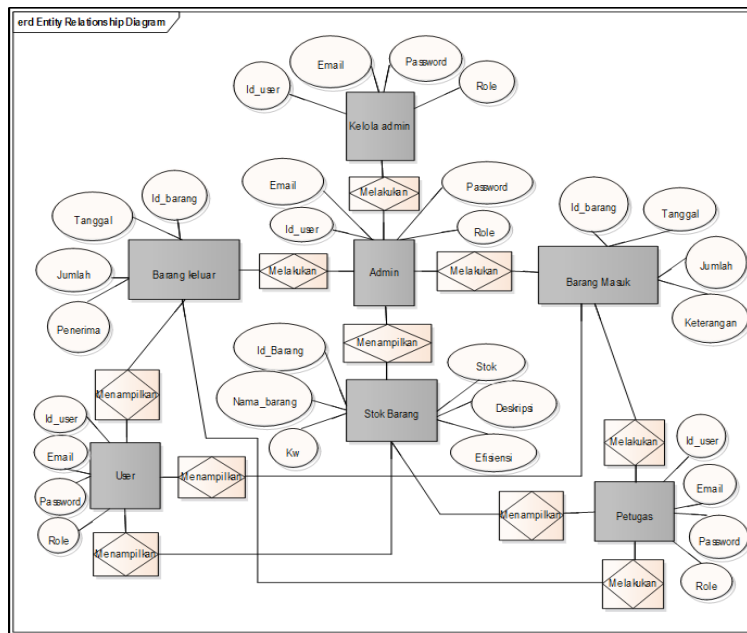 erd Entity Relationship Diagram
Email
Password
Id_user
Role
Kelola admin
Melakukan
Email
Password
Id_user
Role
Id_barang
Tanggal
Jumlah
Penerima
Barang keluar
Melakukan
Admin
Melakukan
Id_barang
Tanggal
Jumlah
Keterangan
Barang Masuk
Menampilkan
Id_Barang
Nama_barang
Kw
Stok
Deskripsi
Efisiensi
Stok Barang
Menampilkan
Id_user
Email
Password
Role
User
Menampilkan
Menampilkan
Melakukan
Id_user
Email
Password
Role
Petugas
Menampilkan
Melakukan